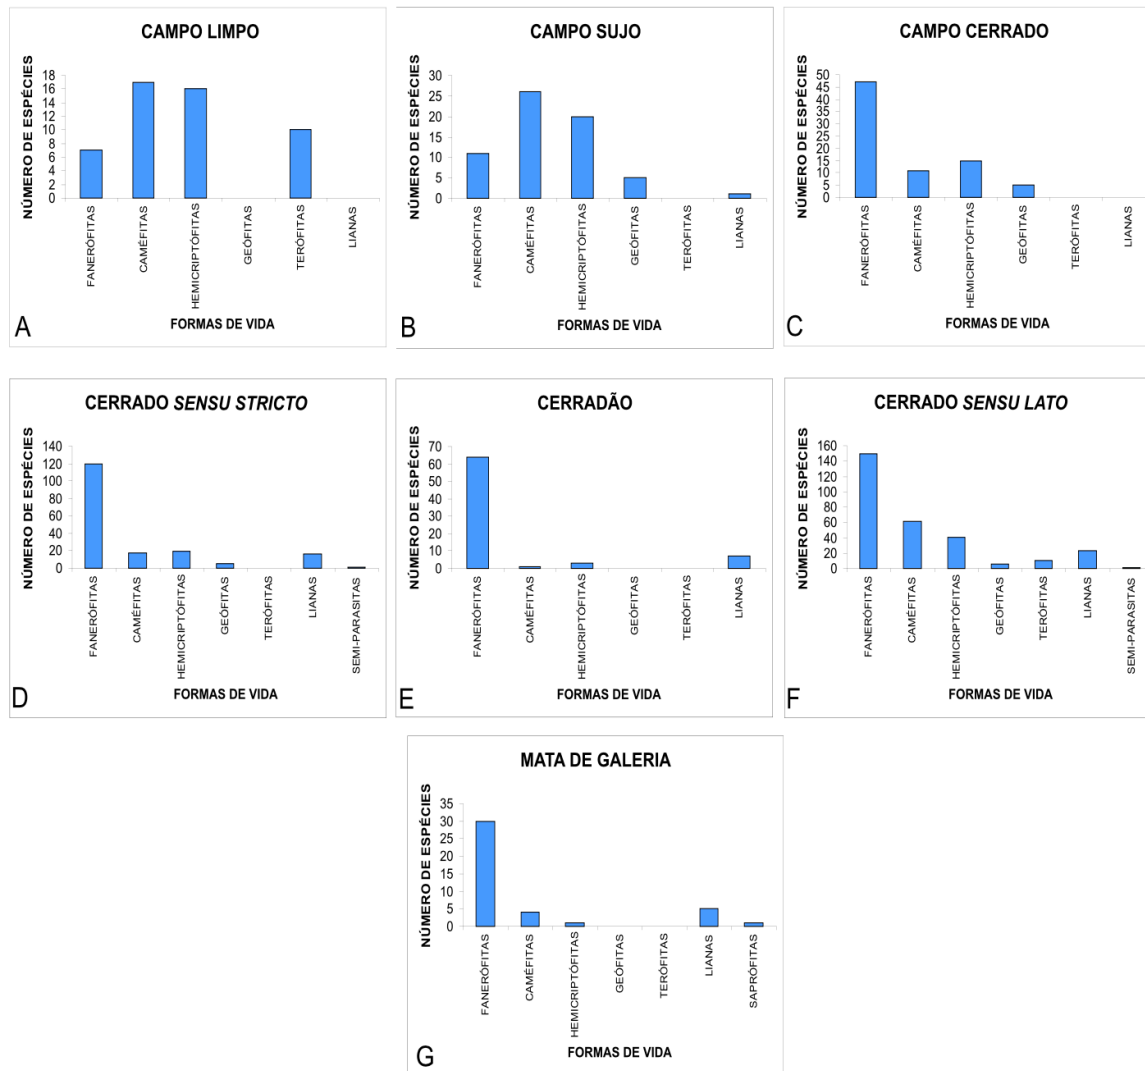 CAMPO LIMPO
NÚMERO DE ESPÉCIES
18
16
14
12
10
8
6
4
2
0
FANERÓFITAS
CAMÉFITAS
HEMICRIPTÓFITAS
GEÓFITAS
TERÓFITAS
LIANAS
FORMAS DE VIDA
A
CAMPO SUJO
NÚMERO DE ESPÉCIES
30
25
20
15
10
5
0
FANERÓFITAS
CAMÉFITAS
HEMICRIPTÓFITAS
GEÓFITAS
TERÓFITAS
LIANAS
FORMAS DE VIDA
B
CAMPO CERRADO
NÚMERO DE ESPÉCIES
50
45
40
35
30
25
20
15
10
5
0
FANERÓFITAS
CAMÉFITAS
HEMICRIPTÓFITAS
GEÓFITAS
TERÓFITAS
LIANAS
FORMAS DE VIDA
C
CERRADO SENSU STRICTO
NÚMERO DE ESPÉCIES
140
120
100
80
60
40
20
0
FANERÓFITAS
CAMÉFITAS
HEMICRIPTÓFITAS
GEÓFITAS
TERÓFITAS
LIANAS
SEMI-PARASITAS
FORMAS DE VIDA
D
CERRADÃO
NÚMERO DE ESPÉCIES
70
60
50
40
30
20
10
0
FANERÓFITAS
CAMÉFITAS
HEMICRIPTÓFITAS
GEÓFITAS
TERÓFITAS
LIANAS
FORMAS DE VIDA
E
CERRADO SENSU LATO
NÚMERO DE ESPÉCIES
160
140
120
100
80
60
40
20
0
FANERÓFITAS
CAMÉFITAS
HEMICRIPTÓFITAS
GEÓFITAS
TERÓFITAS
LIANAS
SEMI-PARASITAS
FORMAS DE VIDA
F
MATA DE GALERIA
NÚMERO DE ESPÉCIES
35
30
25
20
15
10
5
0
FANERÓFITAS
CAMÉFITAS
HEMICRIPTÓFITAS
GEÓFITAS
TERÓFITAS
LIANAS
SAPRÓFITAS
FORMAS DE VIDA
G